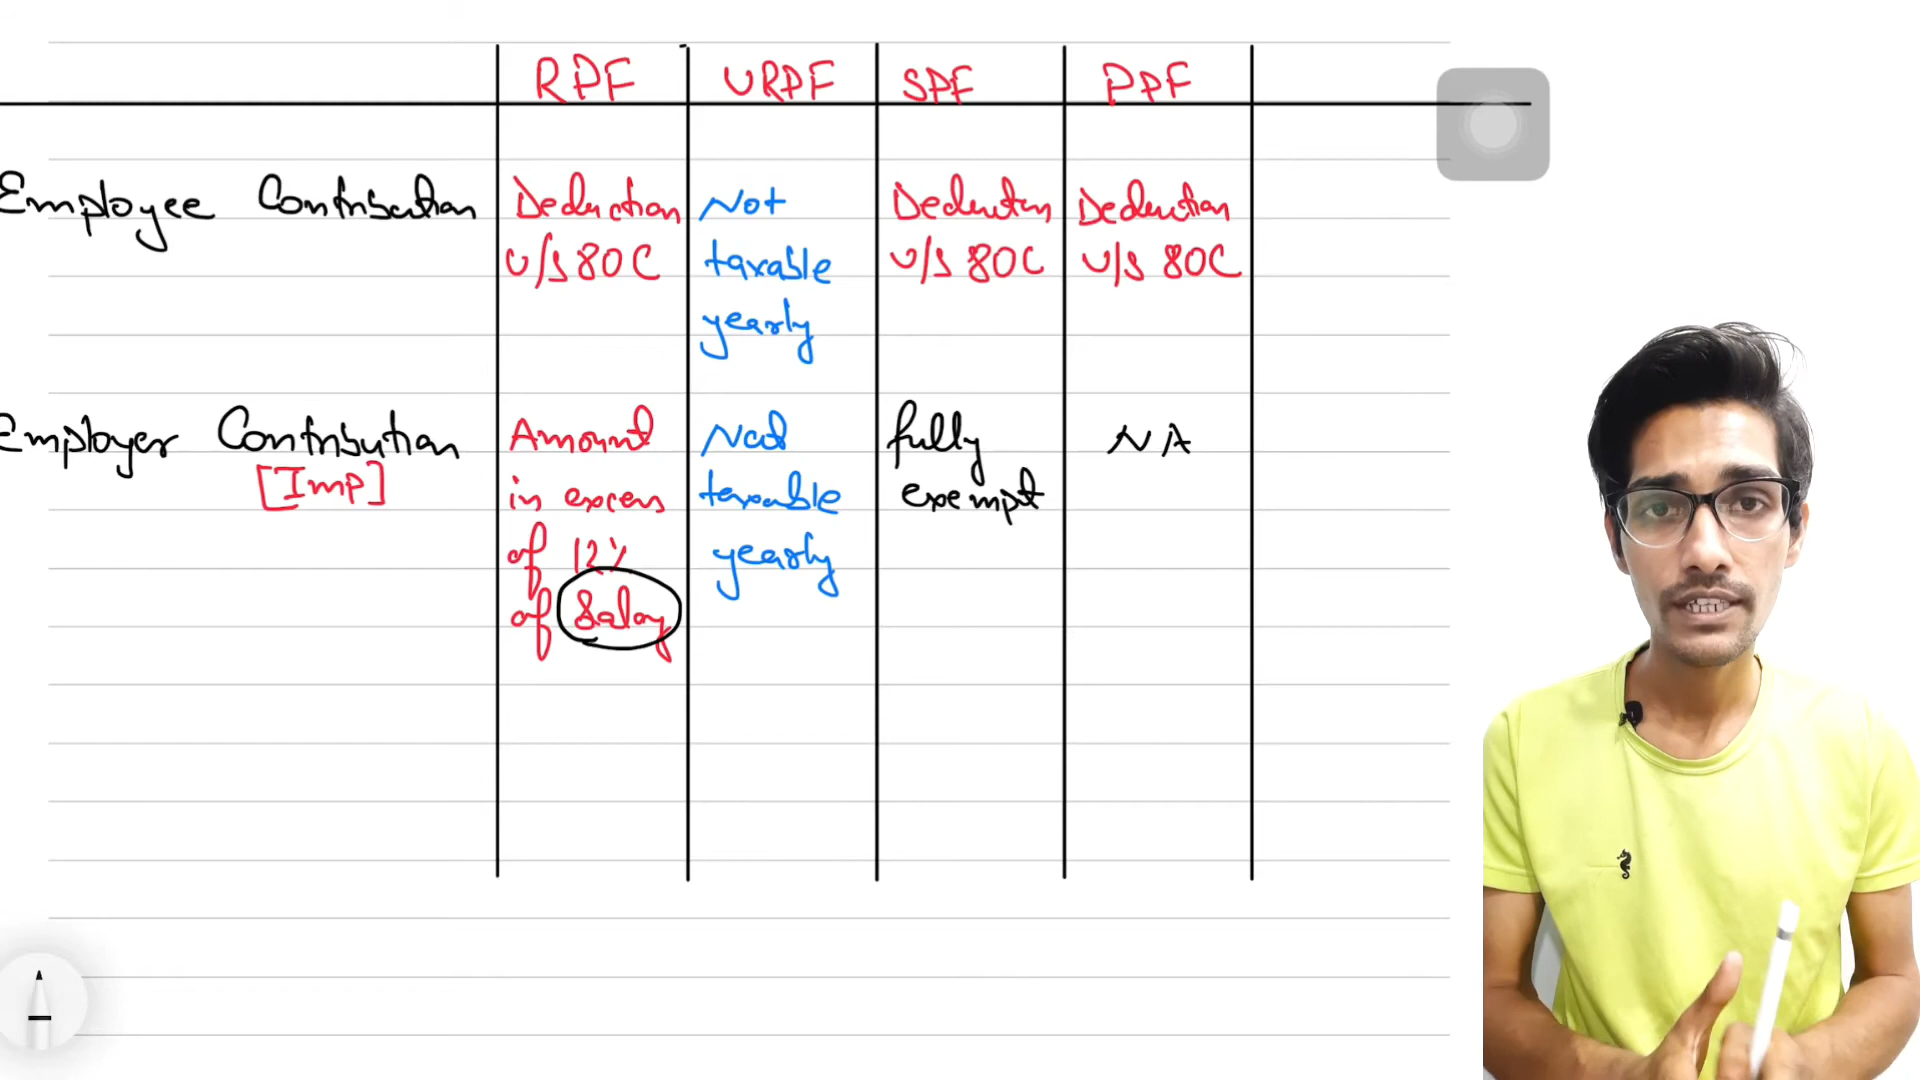 RPF URPF SPF PPF
Employee Contribution
Deduction
u/s 80C
Not
taxable
yearly
Deduction
u/s 80C
Deduction
u/s 80C
Employer Contribution
[Imp]
Amount
in excess
of 12%
of Salary
Not
taxable
yearly
fully
exempt
NA